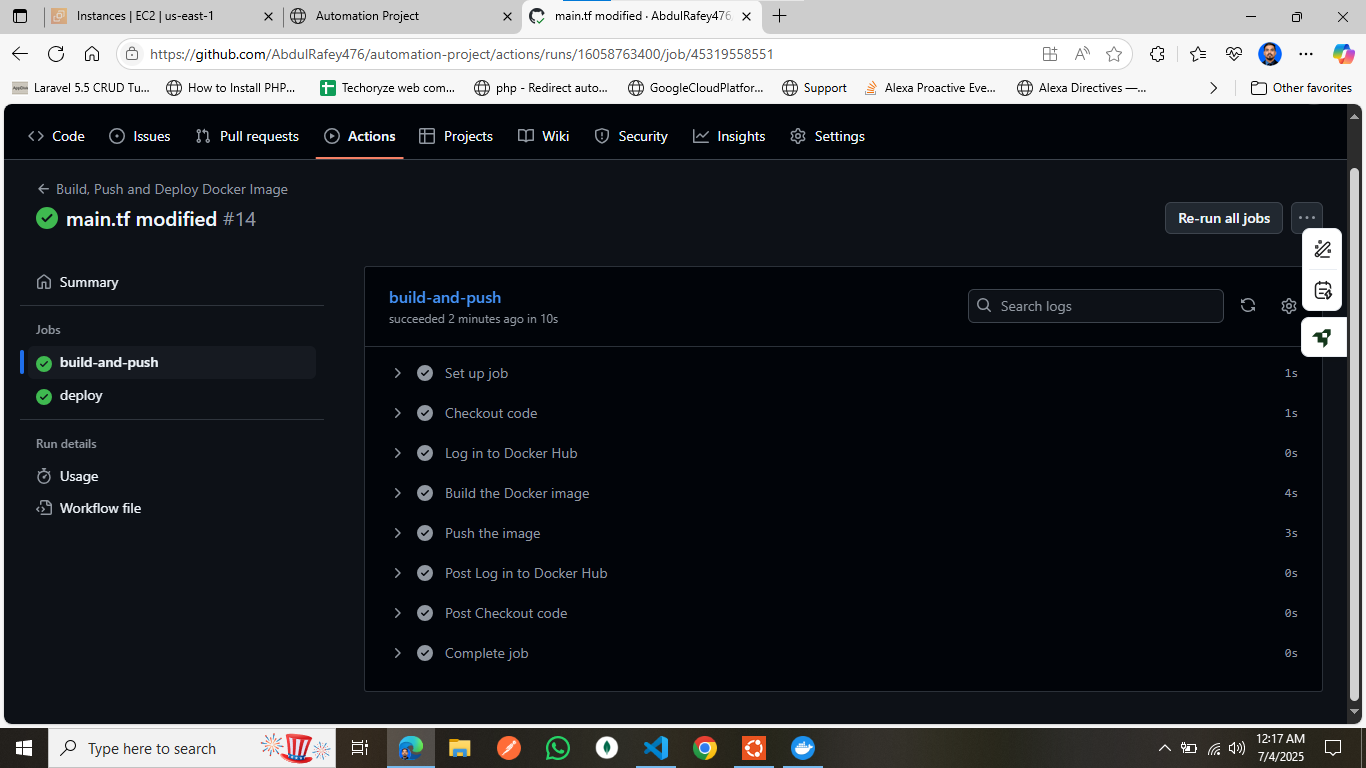 Instances | EC2 | us-east-1
Automation Project
main.tf modified · AbdulRafey476
https://github.com/AbdulRafey476/automation-project/actions/runs/16058763400/job/45319558551
Laravel 5.5 CRUD Tu...
How to Install PHP...
Techoryze web com...
php - Redirect auto...
GoogleCloudPlatfor...
Support
Alexa Proactive Eve...
Alexa Directives —...
Other favorites
Code
Issues
Pull requests
Actions
Projects
Wiki
Security
Insights
Settings
Build, Push and Deploy Docker Image
main.tf modified #14
Re-run all jobs
Summary
Jobs
build-and-push
deploy
Run details
Usage
Workflow file
build-and-push
succeeded 2 minutes ago in 10s
Search logs
Set up job 1s
Checkout code 1s
Log in to Docker Hub 0s
Build the Docker image 4s
Push the image 3s
Post Log in to Docker Hub 0s
Post Checkout code 0s
Complete job 0s
Type here to search
12:17 AM
7/4/2025